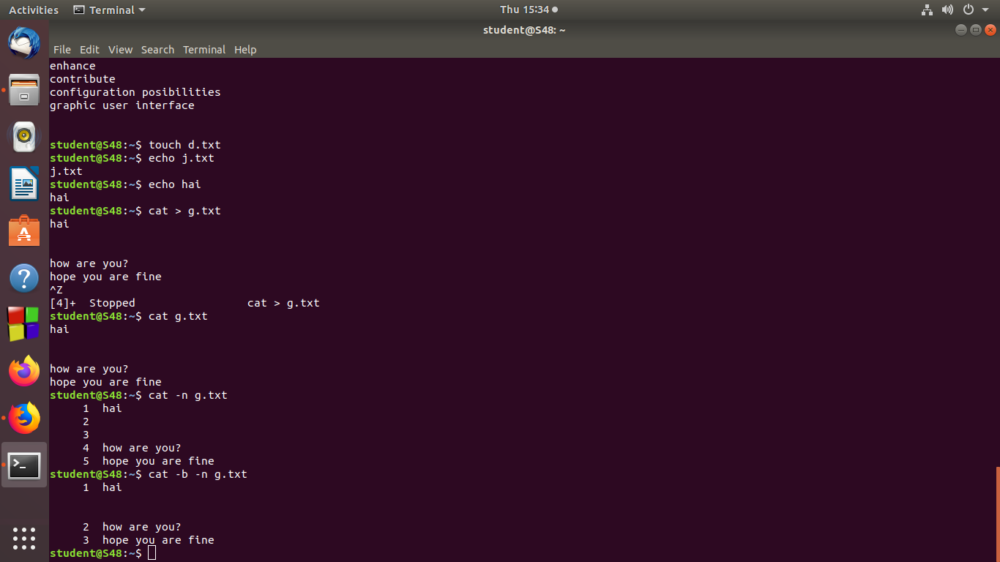 Activities Terminal Thu 15:34
student@S48: ~
File Edit View Search Terminal Help
enhance
contribute
configuration posibilities
graphic user interface
student@S48:~$ touch d.txt
student@S48:~$ echo j.txt
j.txt
student@S48:~$ echo hai
hai
student@S48:~$ cat > g.txt
hai
how are you?
hope you are fine
^Z
[4]+  Stopped                 cat > g.txt
student@S48:~$ cat g.txt
hai
how are you?
hope you are fine
student@S48:~$ cat -n g.txt
     1  hai
     2
     3
     4  how are you?
     5  hope you are fine
student@S48:~$ cat -b -n g.txt
     1  hai
     2  how are you?
     3  hope you are fine
student@S48:~$